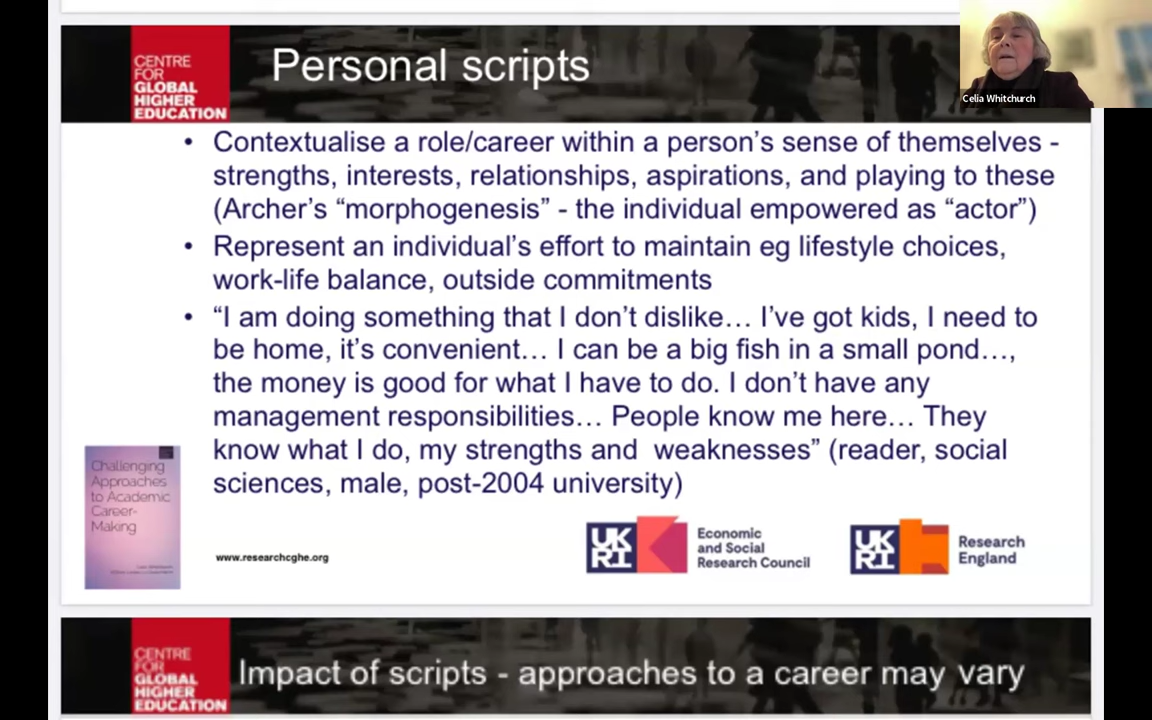 CENTRE
FOR
GLOBAL
HIGHER
EDUCATION
Personal scripts
Celia Whitchurch
• Contextualise a role/career within a person’s sense of themselves -
strengths, interests, relationships, aspirations, and playing to these
(Archer’s “morphogenesis” - the individual empowered as “actor”)
• Represent an individual’s effort to maintain eg lifestyle choices,
work-life balance, outside commitments
• “I am doing something that I don’t dislike… I’ve got kids, I need to
be home, it’s convenient… I can be a big fish in a small pond…,
the money is good for what I have to do. I don’t have any
management responsibilities… People know me here… They
know what I do, my strengths and weaknesses” (reader, social
sciences, male, post-2004 university)
Challenging
Approaches
to Academic
Career-
Making
www.researchcghe.org
UK
RI
Economic
and Social
Research Council
UK
RI
Research
England
CENTRE
FOR
GLOBAL
HIGHER
EDUCATION
Impact of scripts - approaches to a career may vary